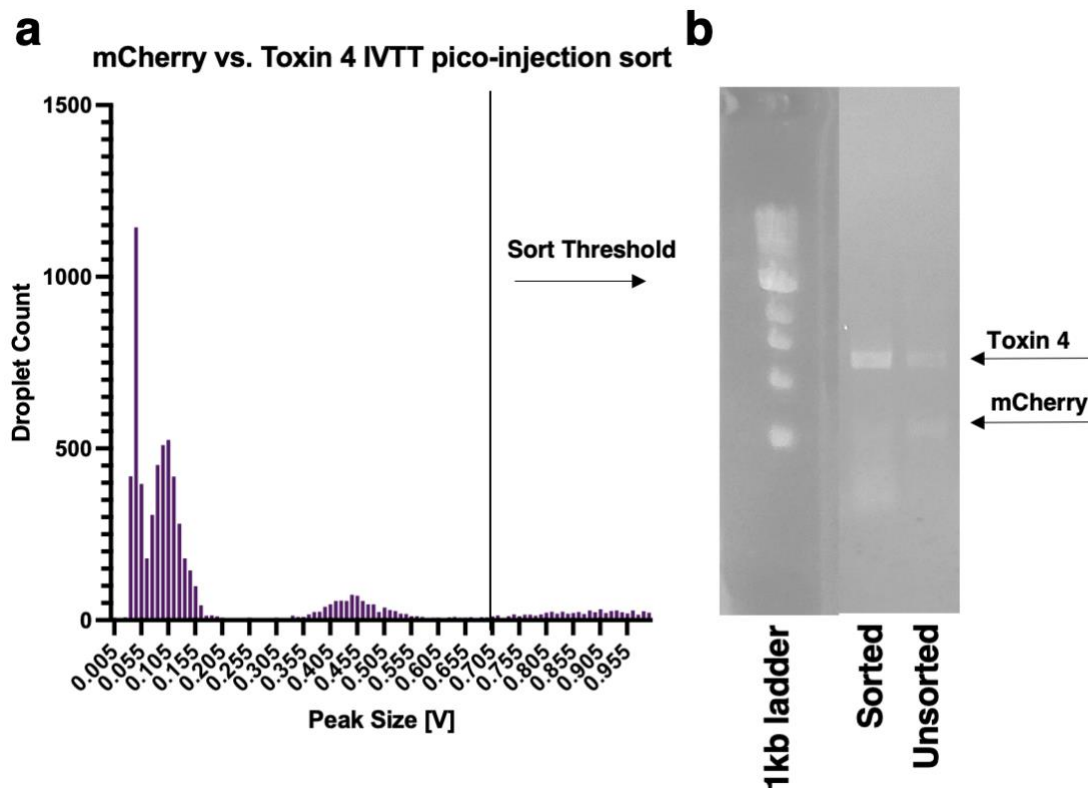 a
mCherry vs. Toxin 4 IVTT pico-injection sort
1500
1000
500
0
Droplet Count
Sort Threshold
0.005
0.055
0.105
0.155
0.205
0.255
0.305
0.355
0.405
0.455
0.505
0.555
0.605
0.655
0.705
0.755
0.805
0.855
0.905
0.955
Peak Size [V]
b
Toxin 4
mCherry
1kb ladder
Sorted
Unsorted